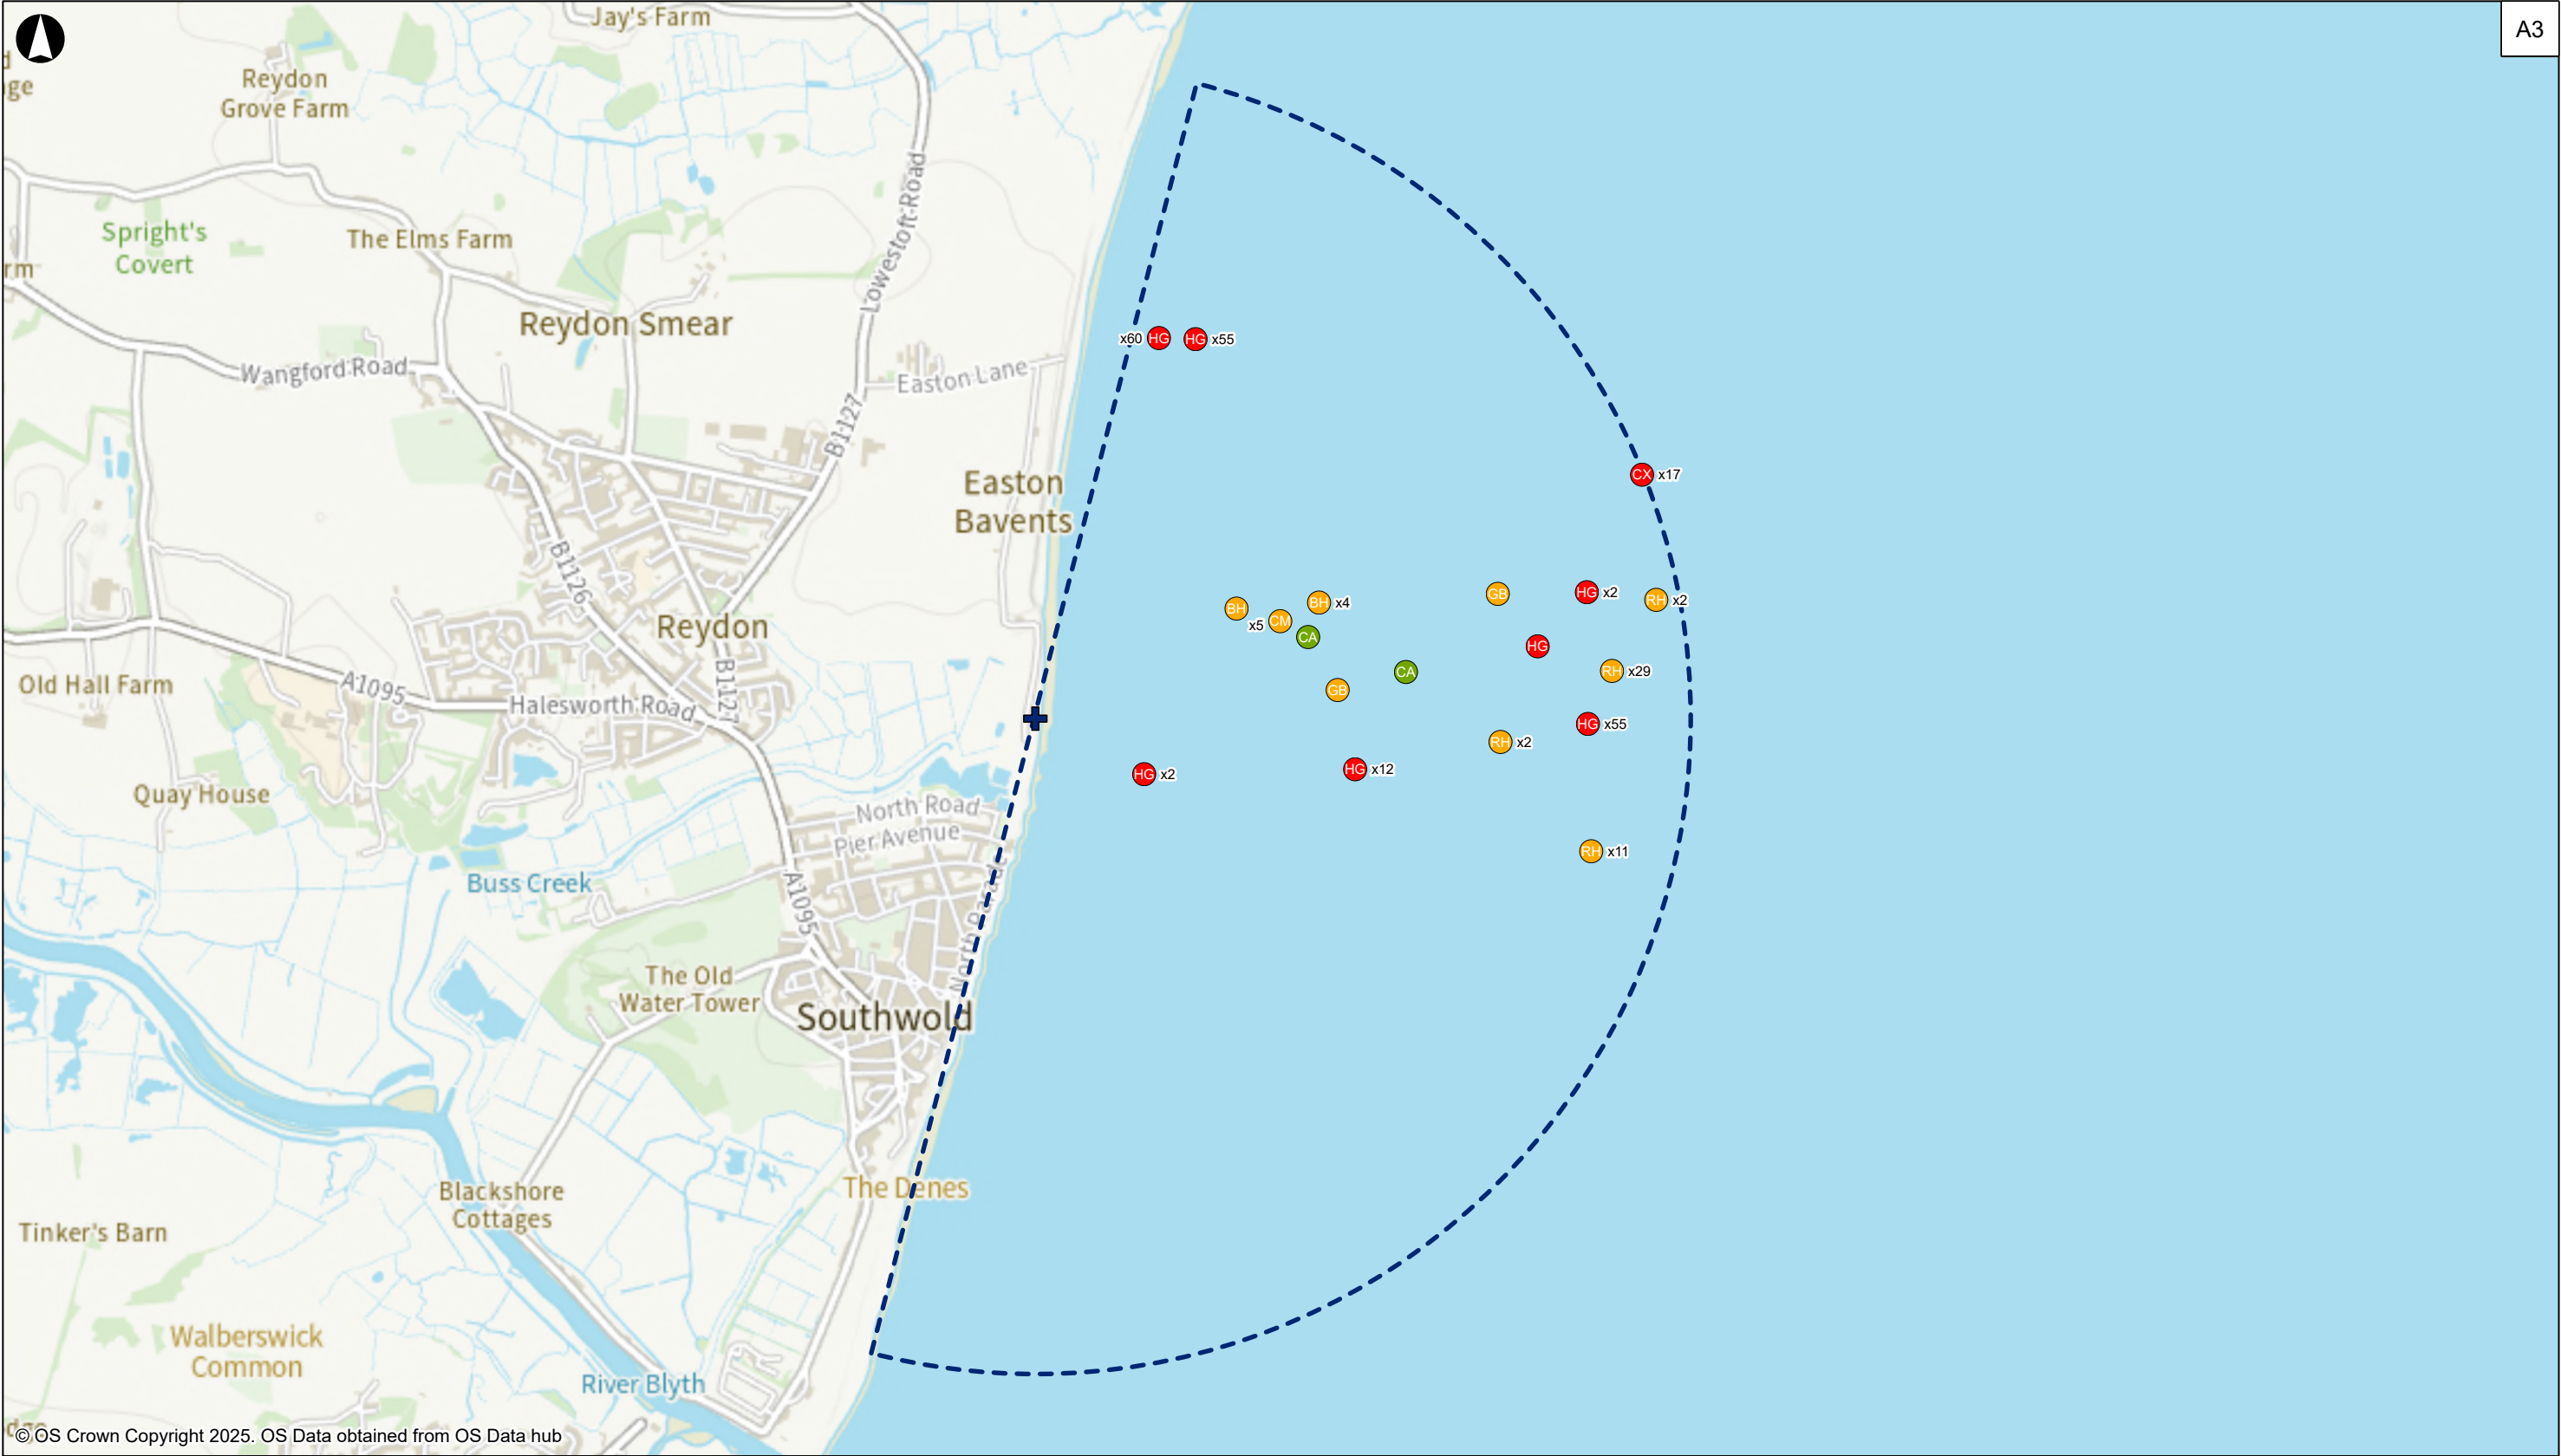 Jay's Farm
A3
d
ge
Reydon
Grove Farm
Lowestoft Road
Spright's
Covert
The Elms Farm
rm
Reydon Smear
x60 HG
HG x55
Wangford Road
Easton Lane
B1127
Easton
Bavents
CX x17
B1126
GB
HG x2
RH x2
BH
BH x4
x5 CM
CA
Reydon
HG
CA
RH x29
Old Hall Farm
A1095
B1127
GB
Halesworth Road
HG x55
RH x2
HG x2
HG x12
Quay House
North Road
Pier Avenue
RH x11
Buss Creek
A1095
North Parade
The Old
Water Tower
Southwold
The Denes
Blackshore
Cottages
Tinker's Barn
Walberswick
Common
River Blyth
dge
© OS Crown Copyright 2025. OS Data obtained from OS Data hub